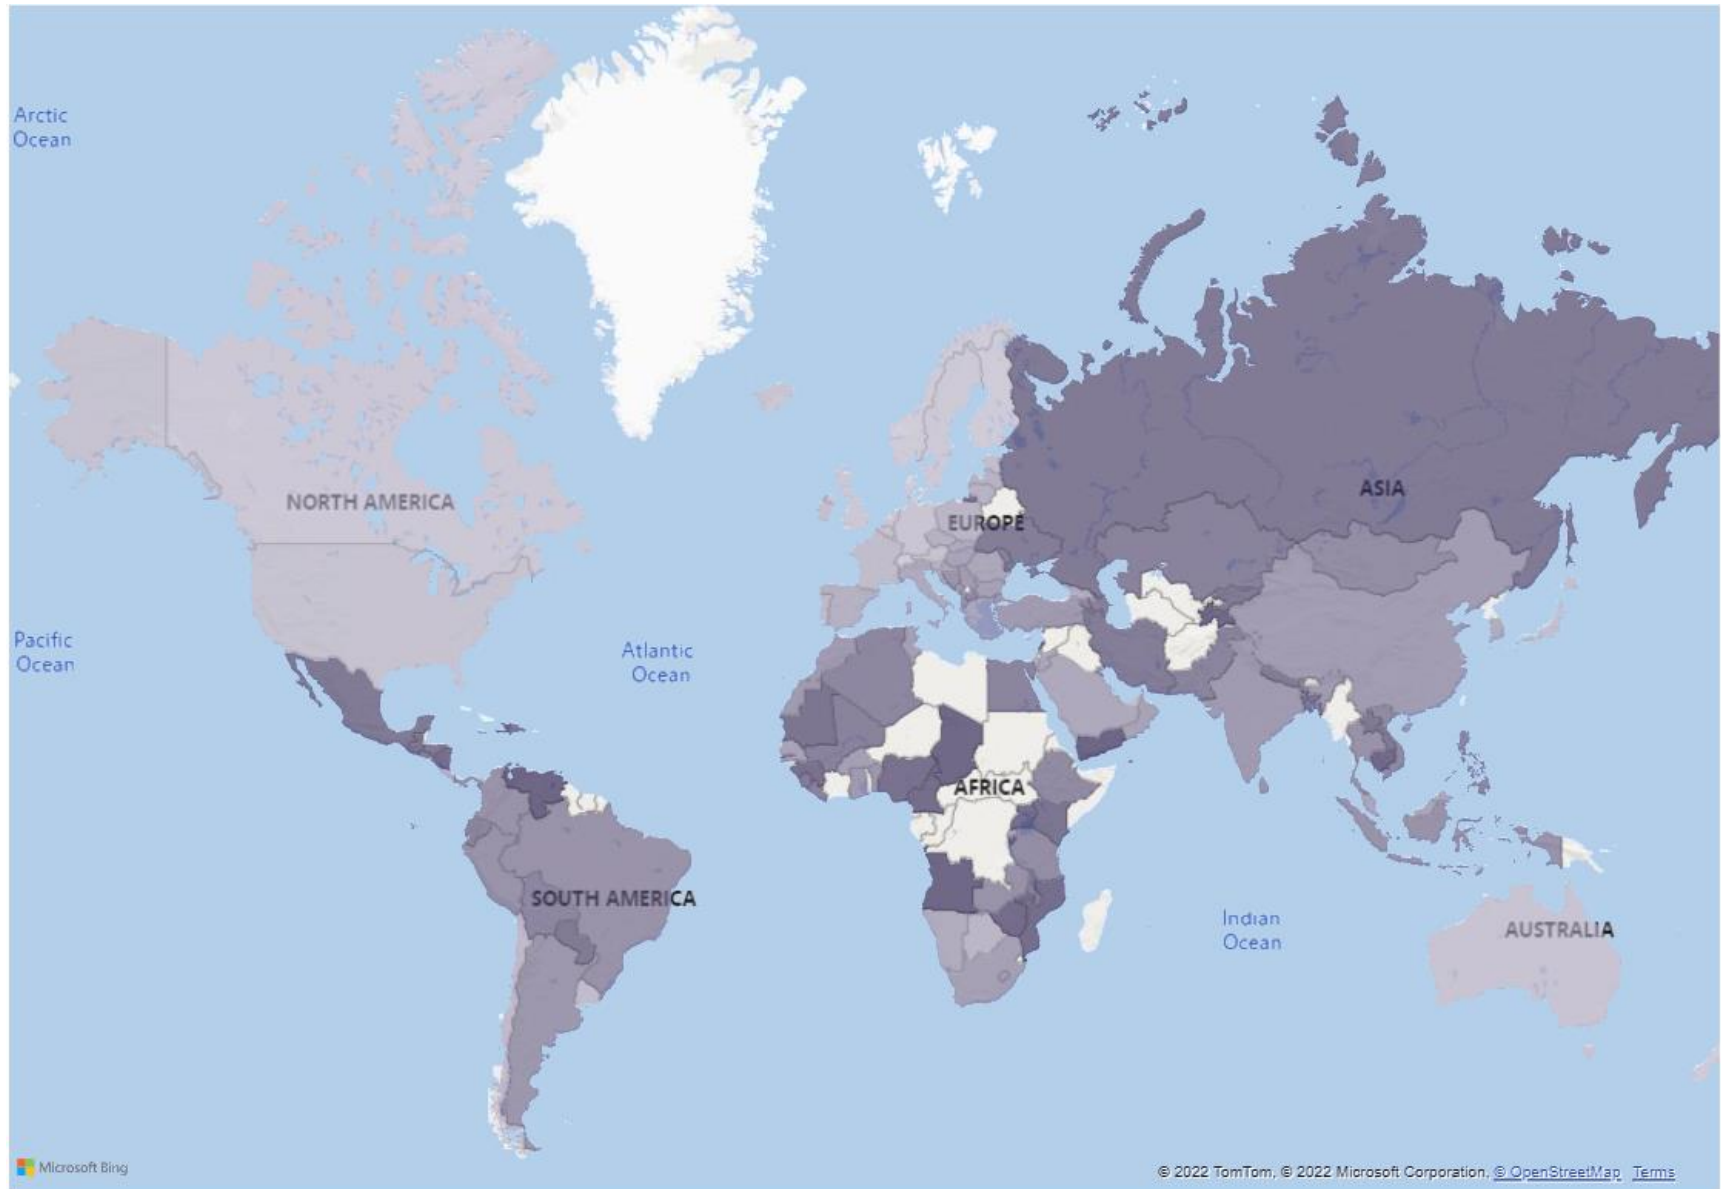 Arctic
Ocean
NORTH AMERICA
ASIA
EUROPE
Pacific
Ocean
Atlantic
Ocean
AFRICA
SOUTH AMERICA
Indian
Ocean
AUSTRALIA
Microsoft Bing
© 2022 TomTom, © 2022 Microsoft Corporation, © OpenStreetMap Terms